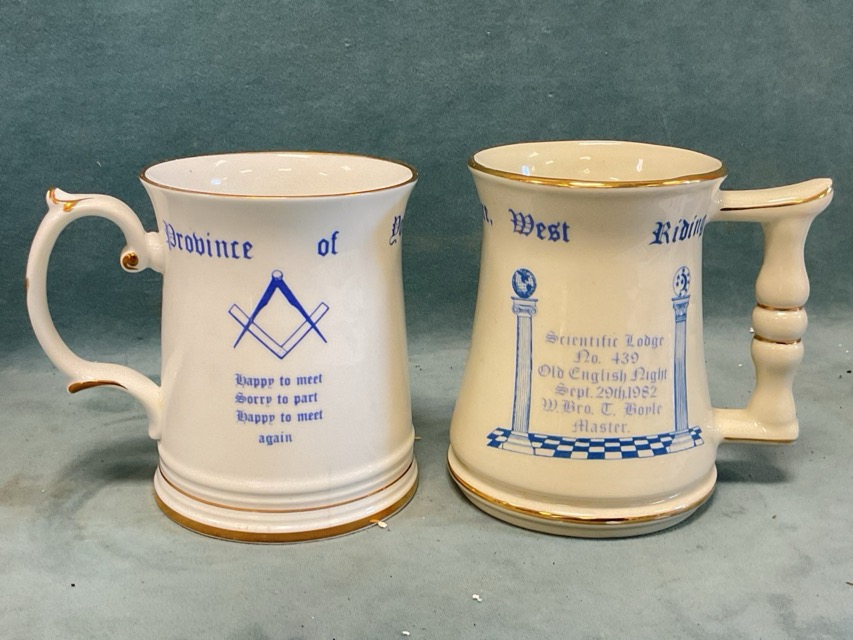 Province of
Happy to meet
Sorry to part
Happy to meet
again
West Riding
Scientific Lodge
No. 439
Old English Night
Sept. 29th.1982
W.Bro. T. Boyle
Master.